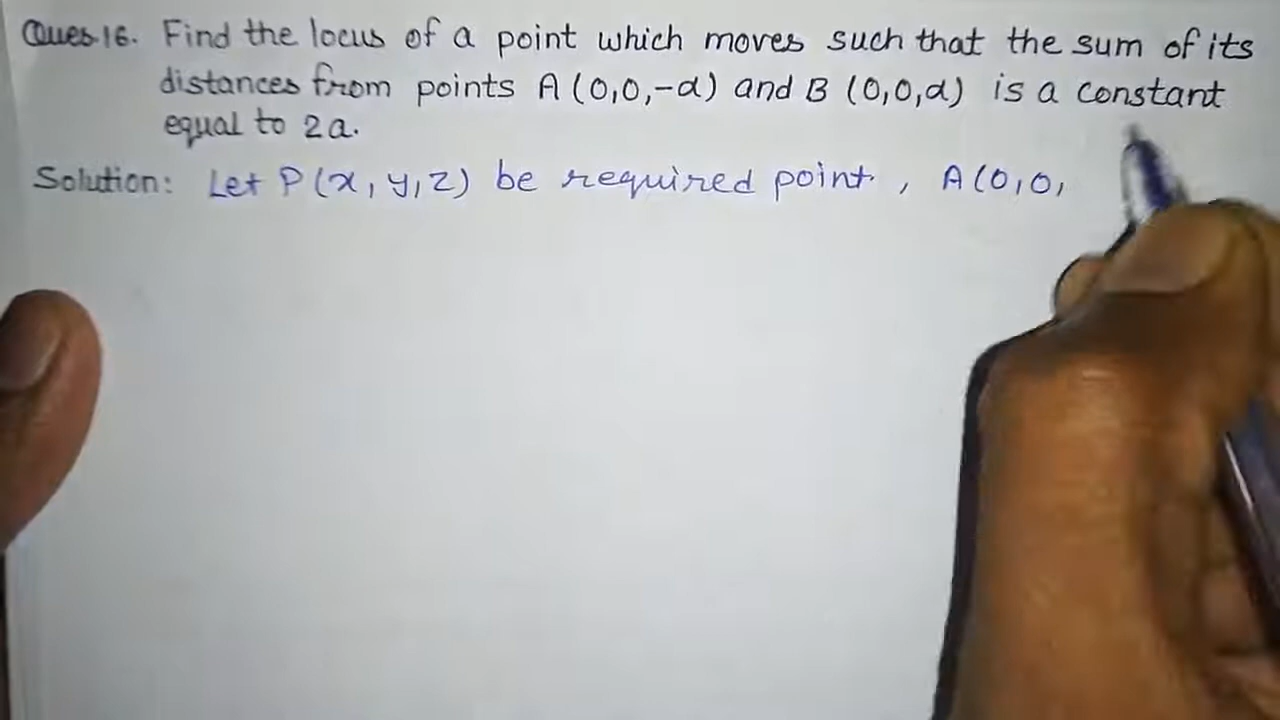 Ques.16. Find the locus of a point which moves such that the sum of its
distances from points A (0,0,-α) and B (0,0,α) is a constant
equal to 2a.
Solution: Let P(x, y, z) be required point , A(0,0,